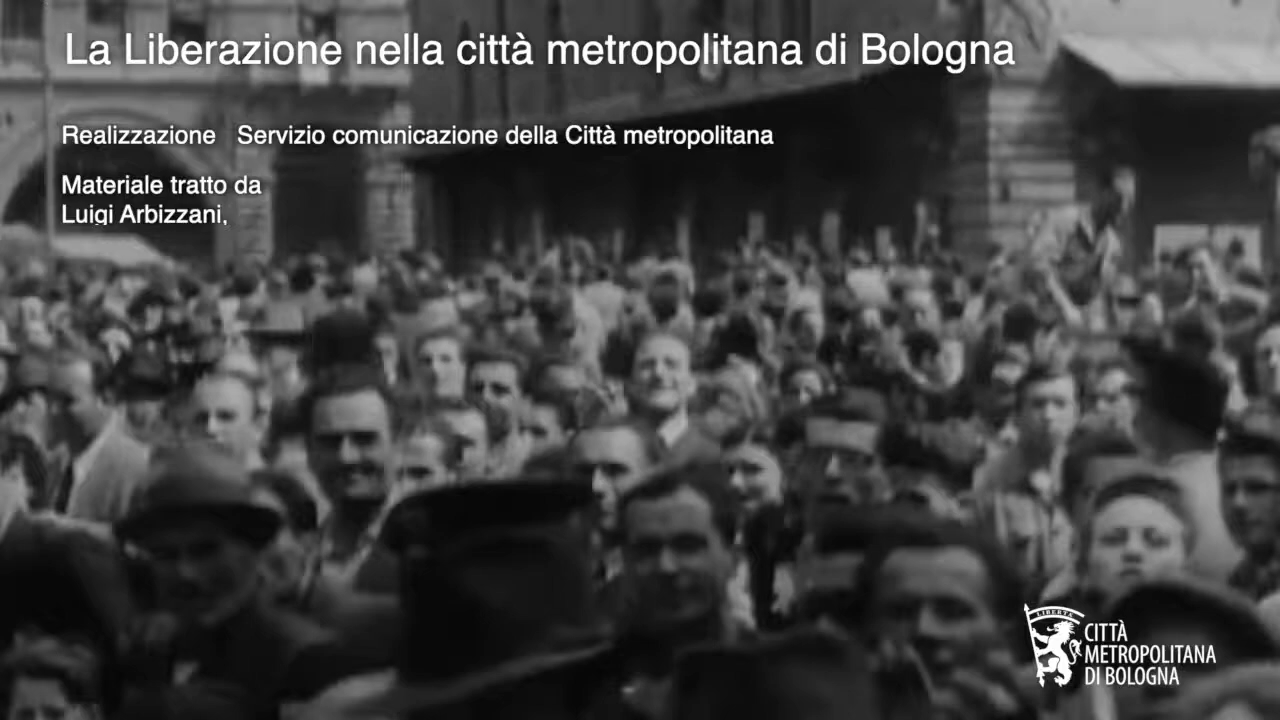 La Liberazione nella città metropolitana di Bologna
Realizzazione Servizio comunicazione della Città metropolitana
Materiale tratto da
Luigi Arbizzani,
LIBERTA
CITTÀ
METROPOLITANA
DI BOLOGNA